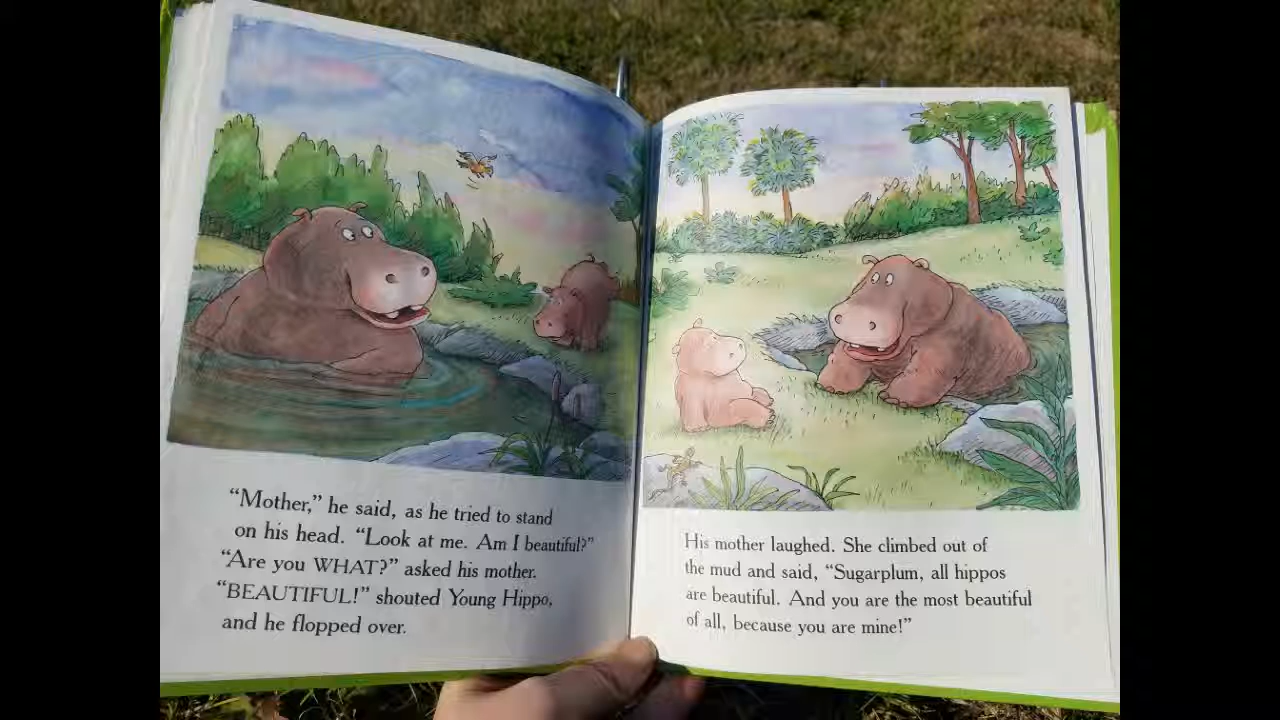 “Mother,” he said, as he tried to stand
on his head. “Look at me. Am I beautiful?”
“Are you WHAT?” asked his mother.
“BEAUTIFUL!” shouted Young Hippo,
and he flopped over.
His mother laughed. She climbed out of
the mud and said, “Sugarplum, all hippos
are beautiful. And you are the most beautiful
of all, because you are mine!”